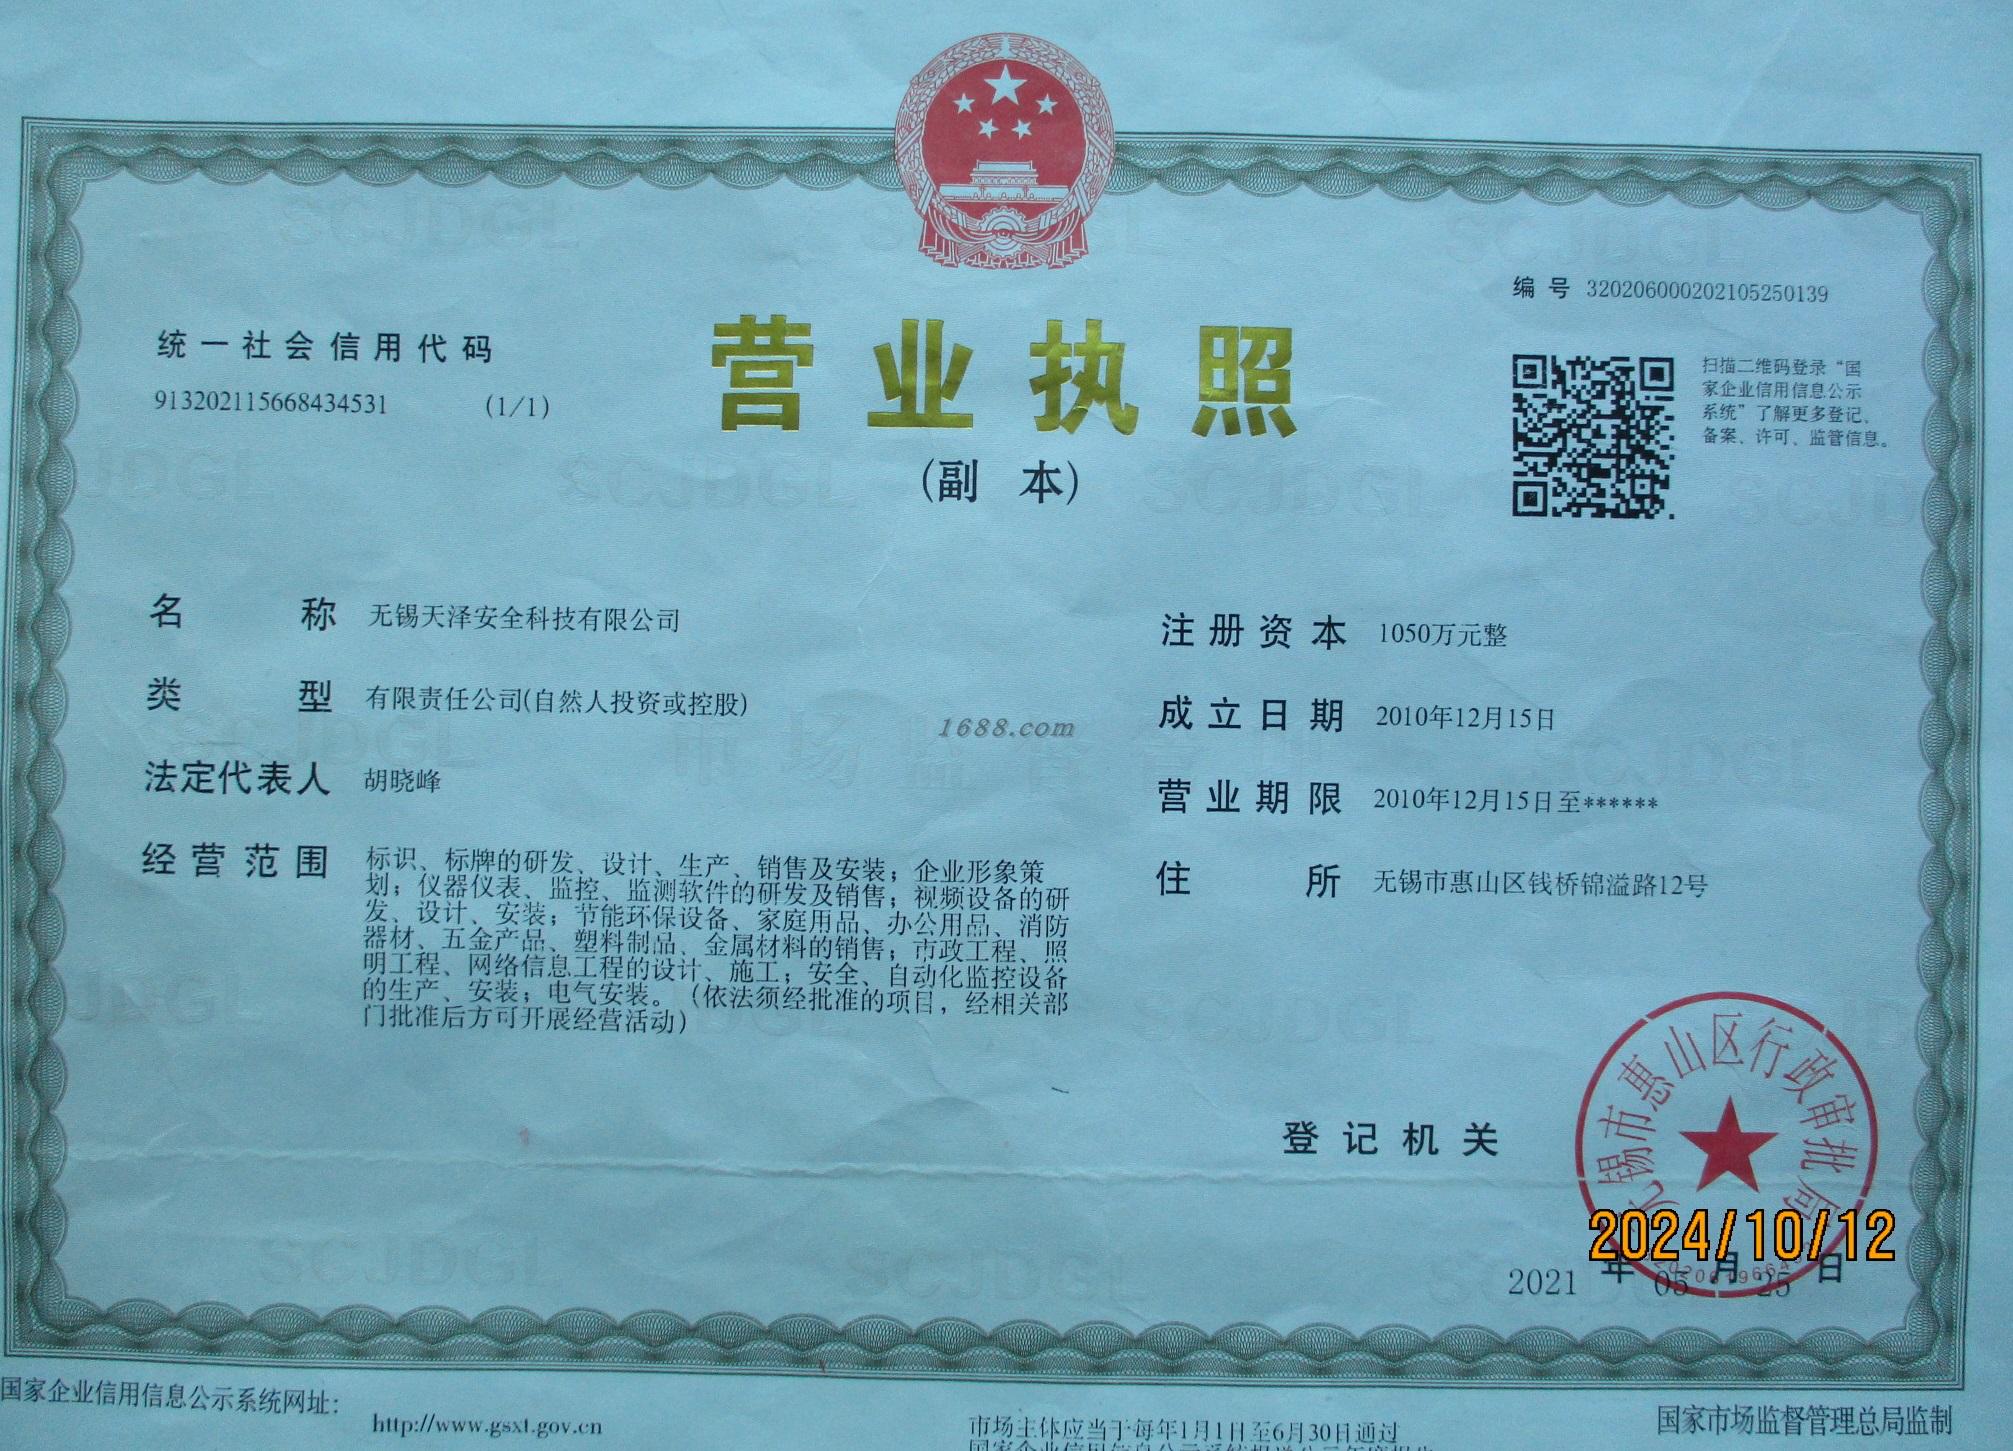 编号 320206000202105250139
统一社会信用代码
913202115668434531 (1/1)
营业执照
(副 本)
扫描二维码登录“国
家企业信用信息公示
系统”了解更多登记、
备案、许可、监管信息。
名称 无锡天泽安全科技有限公司
类型 有限责任公司(自然人投资或控股)
法定代表人 胡晓峰
经营范围 标识、标牌的研发、设计、生产、销售及安装；企业形象策
划；仪器仪表、监控、监测软件的研发及销售；视频设备的研
发、设计、安装；节能环保设备、家庭用品、办公用品、消防
器材、五金产品、塑料制品、金属材料的销售；市政工程、照
明工程、网络信息工程的设计、施工；安全、自动化监控设备
的生产、安装；电气安装。（依法须经批准的项目，经相关部
门批准后方可开展经营活动）
注册资本 1050万元整
成立日期 2010年12月15日
营业期限 2010年12月15日至******
住所 无锡市惠山区钱桥锦溢路12号
1688.com
登记机关
无锡市惠山区行政审批局
2024/10/12
2021 年 05 月 25 日
国家企业信用信息公示系统网址：
http://www.gsxt.gov.cn
市场主体应当于每年1月1日至6月30日通过
国家市场监督管理总局监制